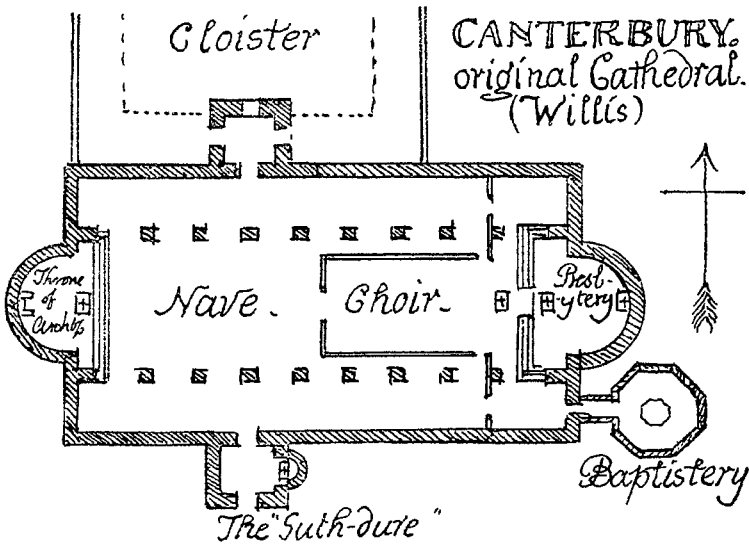 Cloister
CANTERBURY.
original Cathedral.
(Willis)
Throne
of
Archbp
Nave.
Choir.
Presb-
-ytery
Baptistery
The "Suth-dure"